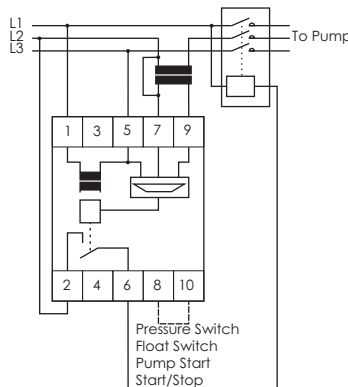 L1
L2
L3
To Pump
1 3 5 7 9
2 4 6 8 10
Pressure Switch
Float Switch
Pump Start
Start/Stop